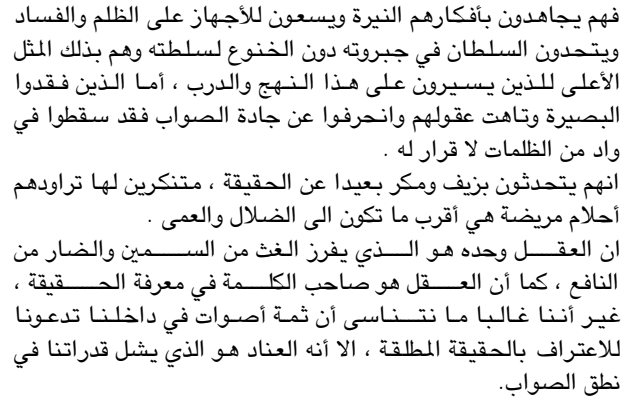 فهم يجاهدون بأفكارهم النيرة ويسعون للأجهاز على الظلم والفساد
ويتحدون السلطان في جبروته دون الخنوع لسلطته وهم بذلك المثل
الأعلى للذين يسيرون على هذا النهج والدرب ، أما الذين فقدوا
البصيرة وتاهت عقولهم وانحرفوا عن جادة الصواب فقد سقطوا في
واد من الظلمات لا قرار له .
انهم يتحدثون بزيف ومكر بعيدا عن الحقيقة ، متنكرين لها تراودهم
أحلام مريضة هي أقرب ما تكون الى الضلال والعمى .
ان العقل وحده هو الذي يفرز الغث من السمين والضار من
النافع ، كما أن العقل هو صاحب الكلمة في معرفة الحقيقة ،
غير أننا غالبا ما نتناسى أن ثمة أصوات في داخلنا تدعونا
للاعتراف بالحقيقة المطلقة ، الا أنه العناد هو الذي يشل قدراتنا في
نطق الصواب.